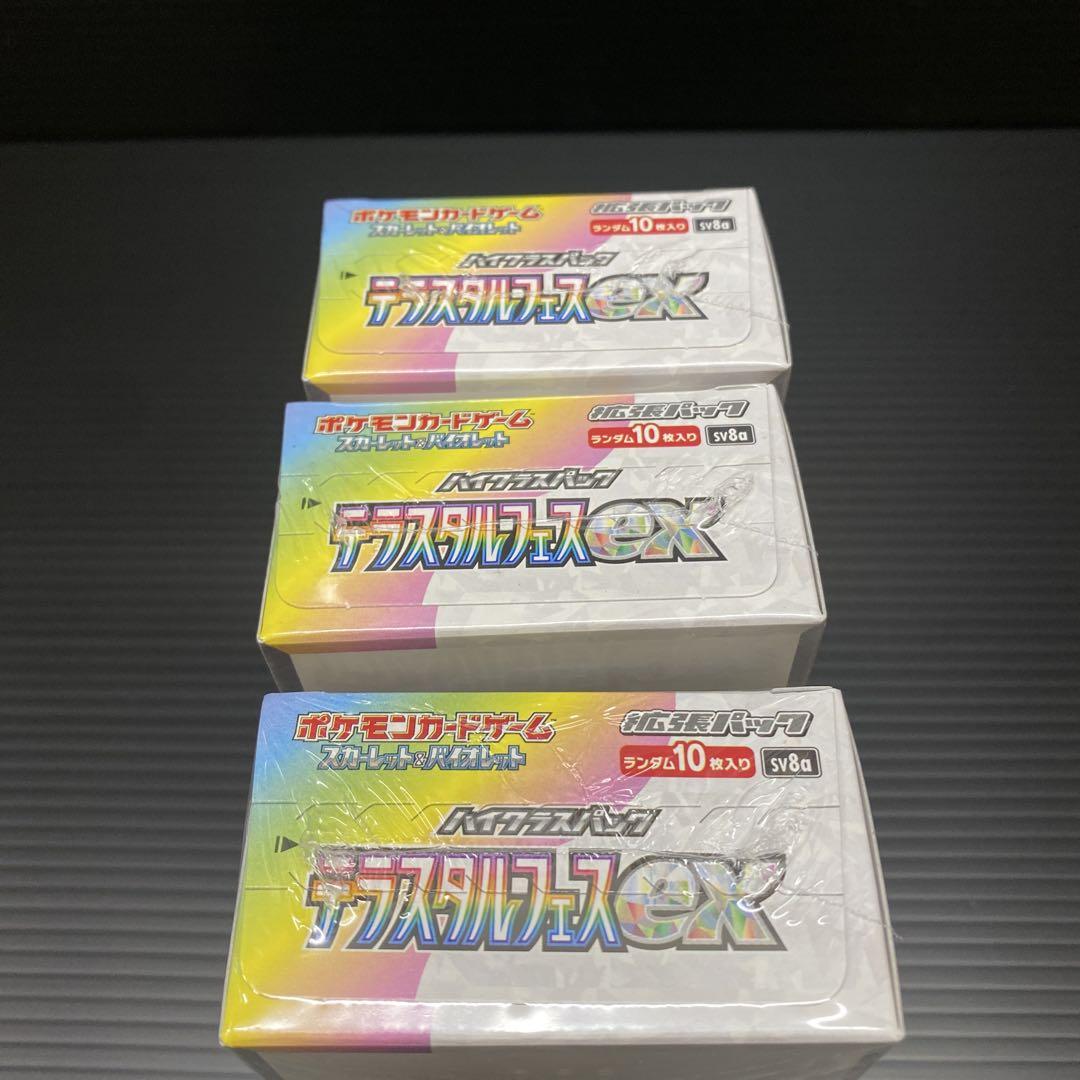 ポケモンカードゲーム
スカーレット&バイオレット
拡張パック
ランダム10枚入り sv8a
ハイクラスパック
テラスタルフェスex
ポケモンカードゲーム
スカーレット&バイオレット
拡張パック
ランダム10枚入り sv8a
ハイクラスパック
テラスタルフェスex
ポケモンカードゲーム
スカーレット&バイオレット
拡張パック
ランダム10枚入り sv8a
ハイクラスパック
テラスタルフェスex